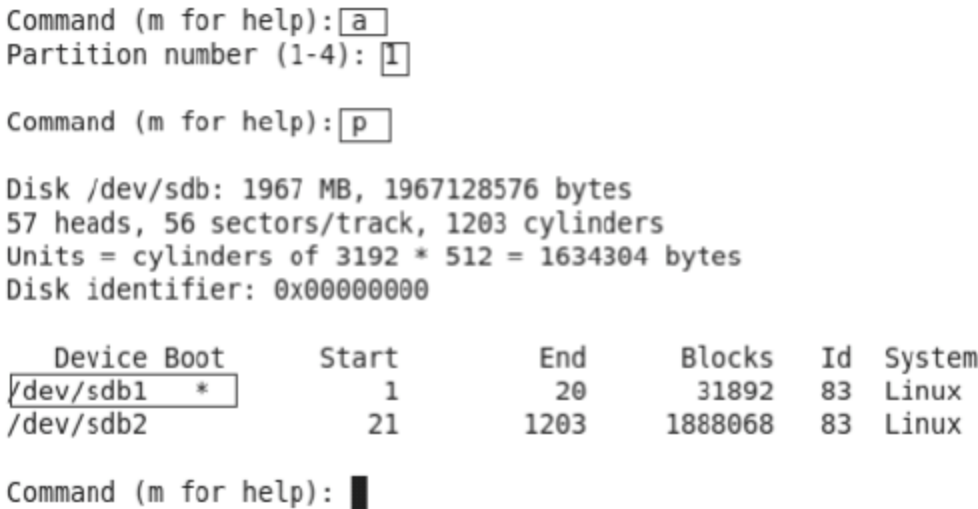 Command (m for help): a
Partition number (1-4): 1
Command (m for help): p
Disk /dev/sdb: 1967 MB, 1967128576 bytes
57 heads, 56 sectors/track, 1203 cylinders
Units = cylinders of 3192 * 512 = 1634304 bytes
Disk identifier: 0x00000000
Device Boot Start End Blocks Id System
/dev/sdb1 * 1 20 31892 83 Linux
/dev/sdb2 21 1203 1888068 83 Linux
Command (m for help):